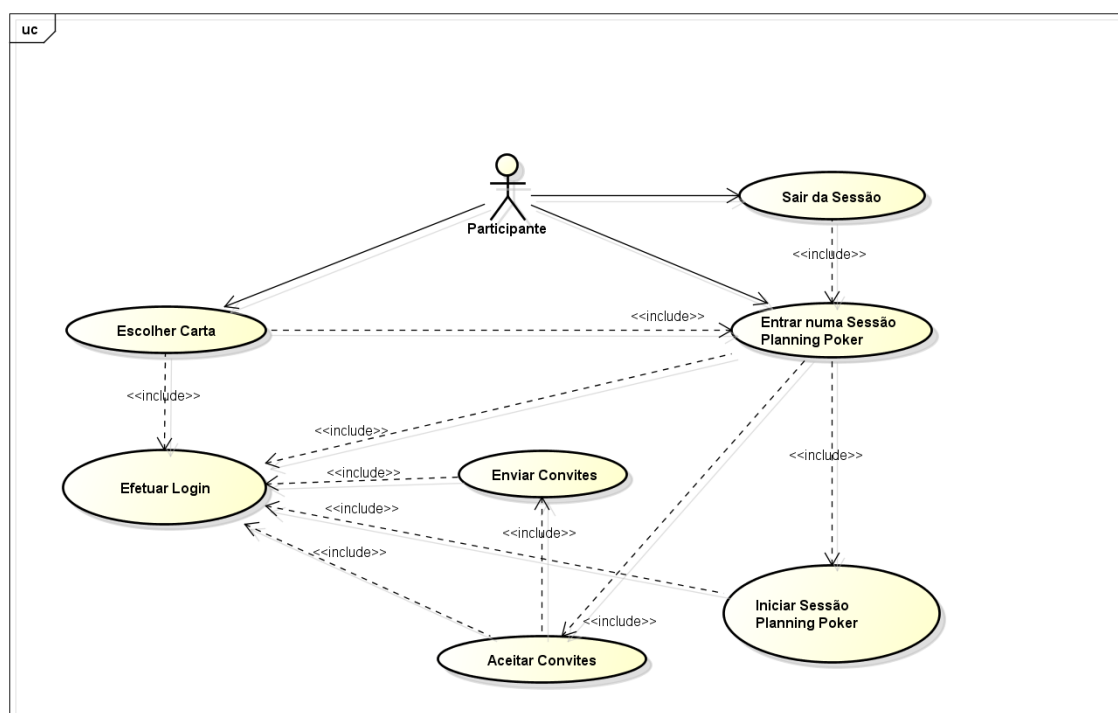 uc
Participante
Sair da Sessão
<<include>>
Escolher Carta
<<include>>
Entrar numa Sessão
Planning Poker
<<include>>
<<include>>
<<include>>
<<include>>
Efetuar Login
Enviar Convites
<<include>>
<<include>>
<<include>>
Iniciar Sessão
Planning Poker
<<include>>
Aceitar Convites